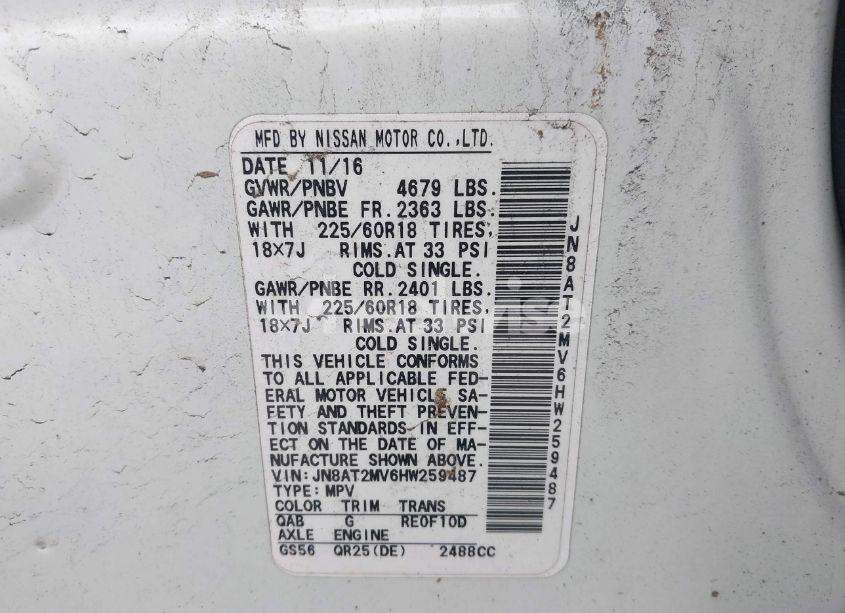 MFD BY NISSAN MOTOR CO.,LTD.
DATE 11/16
GVWR/PNBV 4679 LBS.
GAWR/PNBE FR.2363 LBS.
WITH 225/60R18 TIRES,
18×7J RIMS.AT 33 PSI
COLD SINGLE.
GAWR/PNBE RR.2401 LBS.
WITH 225/60R18 TIRES,
18×7J RIMS.AT 33 PSI
COLD SINGLE.
THIS VEHICLE CONFORMS
TO ALL APPLICABLE FED-
ERAL MOTOR VEHICLE SA-
FETY AND THEFT PREVEN-
TION STANDARDS IN EFF-
ECT ON THE DATE OF MA-
NUFACTURE SHOWN ABOVE.
VIN:JN8AT2MV6HW259487
TYPE:MPV
COLOR TRIM TRANS
QAB G RE0F10D
AXLE ENGINE
GS56 QR25(DE) 2488CC
JN8AT2MV6HW259487